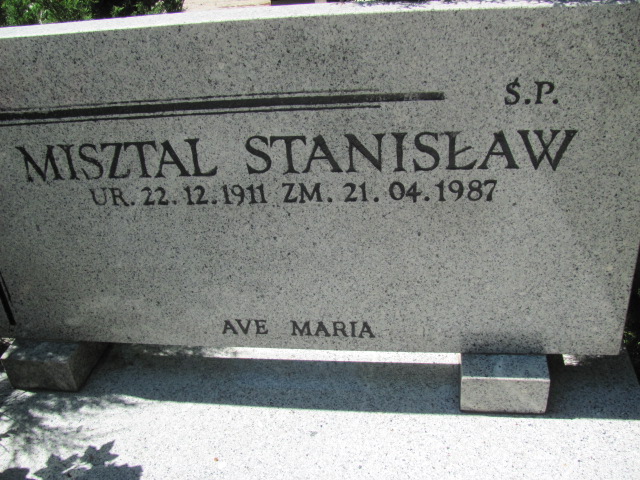 Ś.P.
MISZTAL STANISŁAW
UR. 22. 12. 1911 ZM. 21. 04. 1987
AVE MARIA